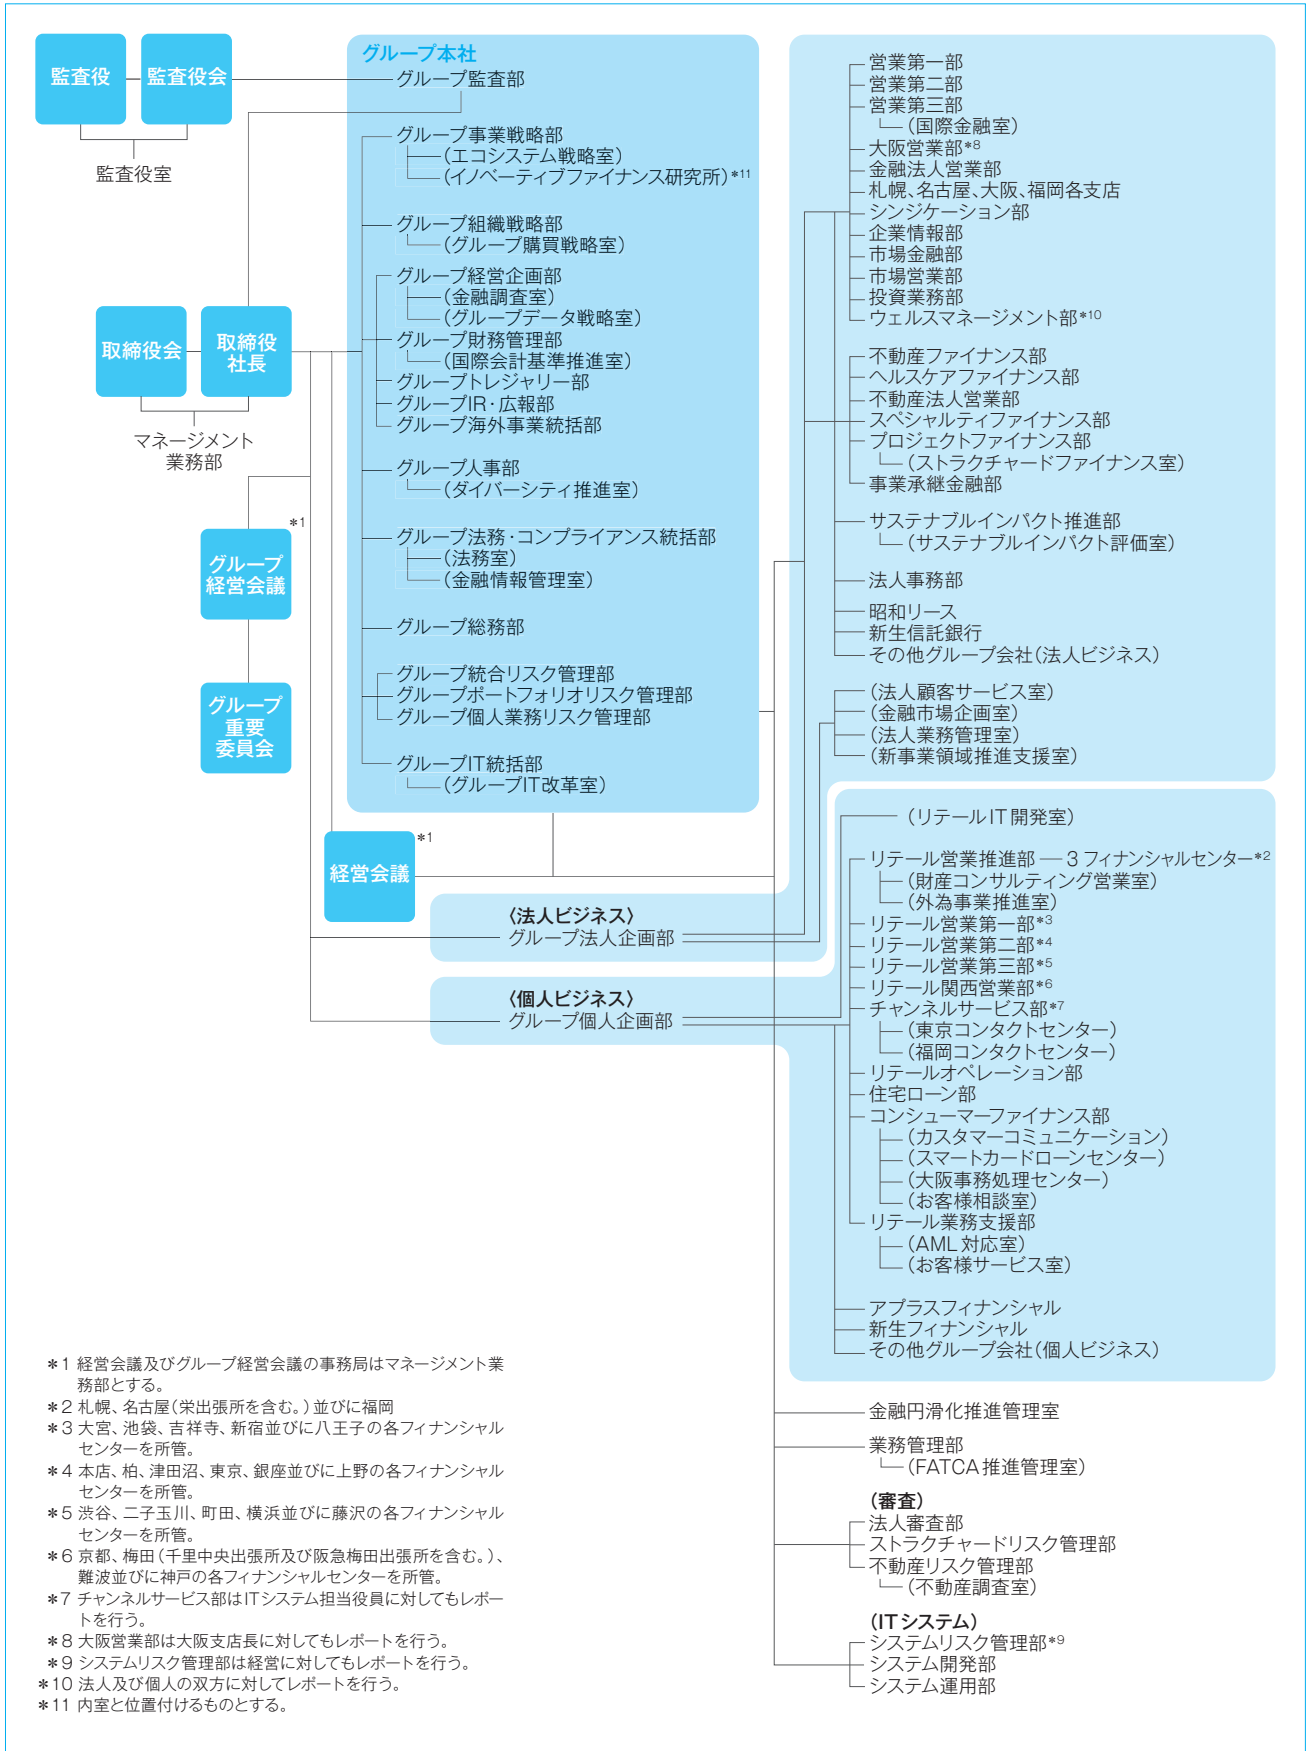 監査役
監査役会
監査役室
取締役会
取締役
社長
マネージメント
業務部
*1
グループ
経営会議
グループ
重要
委員会
経営会議
*1
グループ本社
グループ監査部
グループ事業戦略部
(エコシステム戦略室)
(イノベーティブファイナンス研究所)*11
グループ組織戦略部
(グループ購買戦略室)
グループ経営企画部
(金融調査室)
(グループデータ戦略室)
グループ財務管理部
(国際会計基準推進室)
グループトレジャリー部
グループIR・広報部
グループ海外事業統括部
グループ人事部
(ダイバーシティ推進室)
グループ法務・コンプライアンス統括部
(法務室)
(金融情報管理室)
グループ総務部
グループ統合リスク管理部
グループポートフォリオリスク管理部
グループ個人業務リスク管理部
グループIT統括部
(グループIT改革室)
〈法人ビジネス〉
グループ法人企画部
営業第一部
営業第二部
営業第三部
(国際金融室)
大阪営業部*8
金融法人営業部
札幌、名古屋、大阪、福岡各支店
シンジケーション部
企業情報部
市場金融部
市場営業部
投資業務部
ウェルスマネージメント部*10
不動産ファイナンス部
ヘルスケアファイナンス部
不動産法人営業部
スペシャルティファイナンス部
プロジェクトファイナンス部
(ストラクチャードファイナンス室)
事業承継金融部
サステナブルインパクト推進部
(サステナブルインパクト評価室)
法人事務部
昭和リース
新生信託銀行
その他グループ会社(法人ビジネス)
(法人顧客サービス室)
(金融市場企画室)
(法人業務管理室)
(新事業領域推進支援室)
〈個人ビジネス〉
グループ個人企画部
(リテールIT開発室)
リテール営業推進部 — 3 フィナンシャルセンター*2
(財産コンサルティング営業室)
(外為事業推進室)
リテール営業第一部*3
リテール営業第二部*4
リテール営業第三部*5
リテール関西営業部*6
チャンネルサービス部*7
(東京コンタクトセンター)
(福岡コンタクトセンター)
リテールオペレーション部
住宅ローン部
コンシューマーファイナンス部
(カスタマーコミュニケーション)
(スマートカードローンセンター)
(大阪事務処理センター)
(お客様相談室)
リテール業務支援部
(AML対応室)
(お客様サービス室)
アプラスフィナンシャル
新生フィナンシャル
その他グループ会社(個人ビジネス)
金融円滑化推進管理室
業務管理部
(FATCA推進管理室)
(審査)
法人審査部
ストラクチャードリスク管理部
不動産リスク管理部
(不動産調査室)
(ITシステム)
システムリスク管理部*9
システム開発部
システム運用部
*1 経営会議及びグループ経営会議の事務局はマネージメント業
務部とする。
*2 札幌、名古屋(栄出張所を含む。)並びに福岡
*3 大宮、池袋、吉祥寺、新宿並びに八王子の各フィナンシャル
センターを所管。
*4 本店、柏、津田沼、東京、銀座並びに上野の各フィナンシャル
センターを所管。
*5 渋谷、二子玉川、町田、横浜並びに藤沢の各フィナンシャル
センターを所管。
*6 京都、梅田(千里中央出張所及び阪急梅田出張所を含む。)、
難波並びに神戸の各フィナンシャルセンターを所管。
*7 チャンネルサービス部はITシステム担当役員に対してもレポー
トを行う。
*8 大阪営業部は大阪支店長に対してもレポートを行う。
*9 システムリスク管理部は経営に対してもレポートを行う。
*10 法人及び個人の双方に対してレポートを行う。
*11 内室と位置付けるものとする。